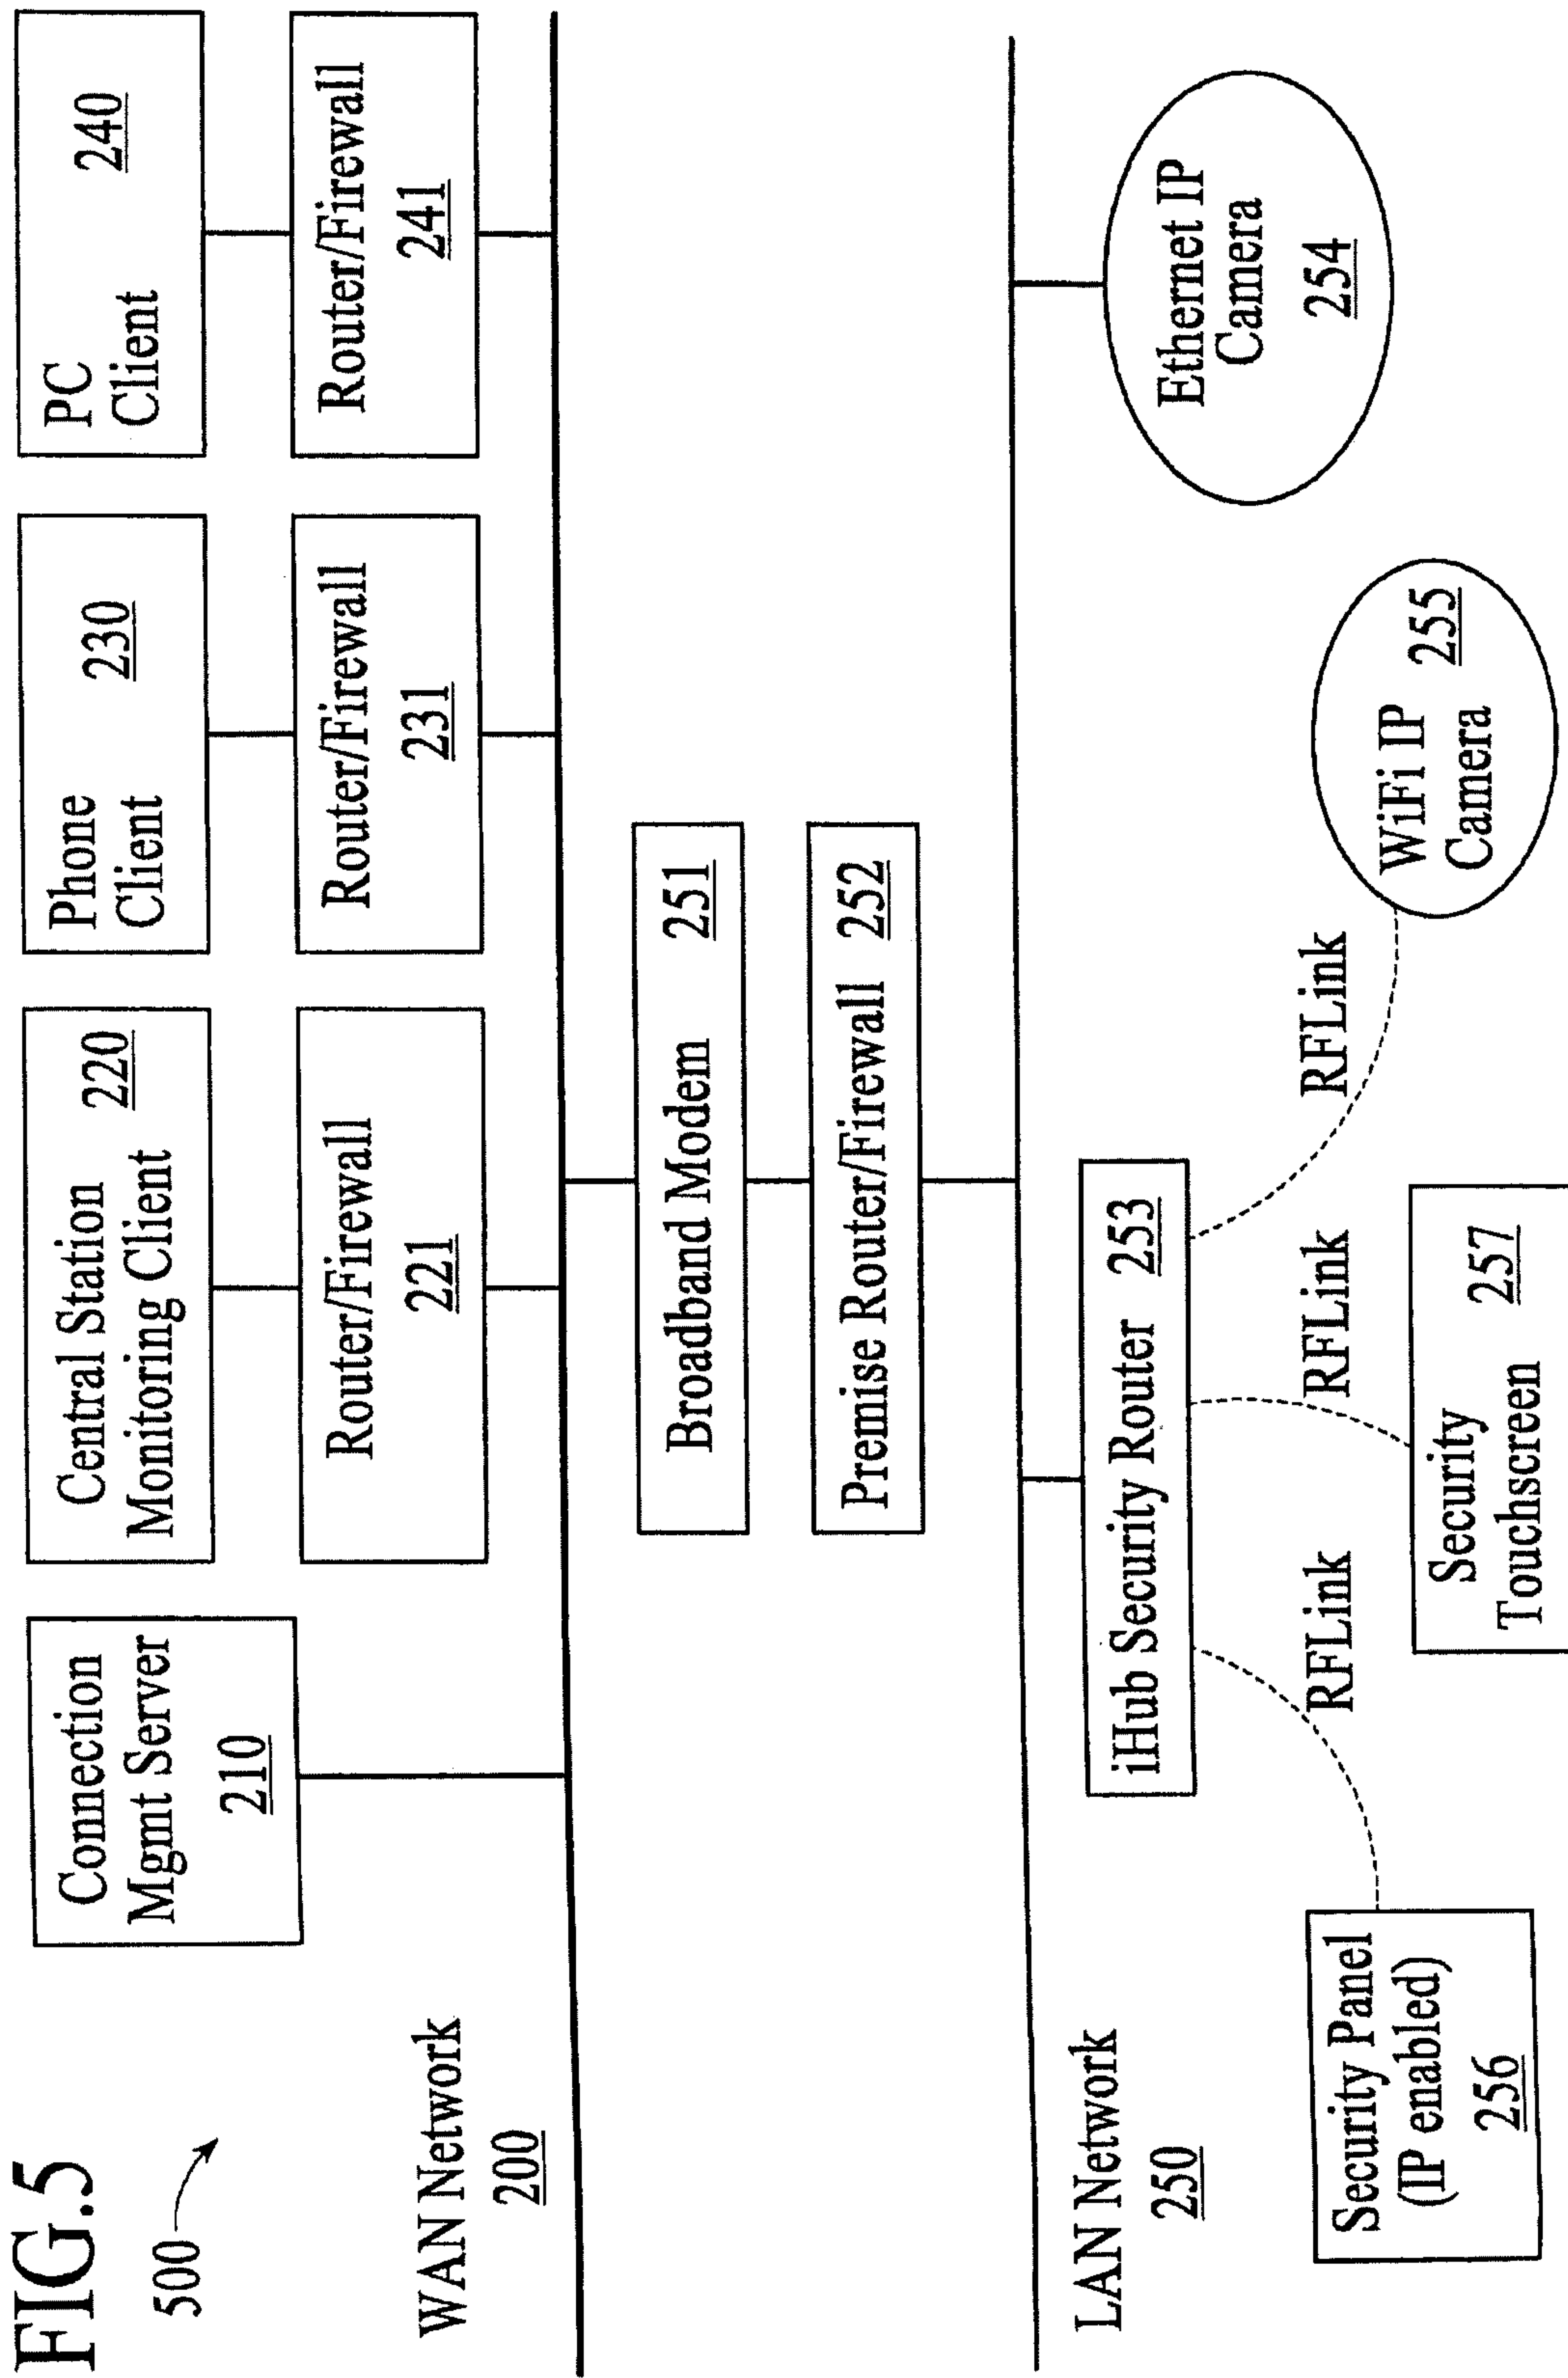 FIG.5
500
Connection
Mgmt Server
210
Central Station
Monitoring Client
220
Phone
Client
230
PC
Client
240
Router/Firewall
221
Router/Firewall
231
Router/Firewall
241
WAN Network
200
Broadband Modem 251
Premise Router/Firewall 252
LAN Network
250
iHub Security Router 253
Ethernet IP
Camera
254
RFLink
RFLink
RFLink
Security Panel
(IP enabled)
256
Security
Touchscreen
257
WiFi IP
Camera
255